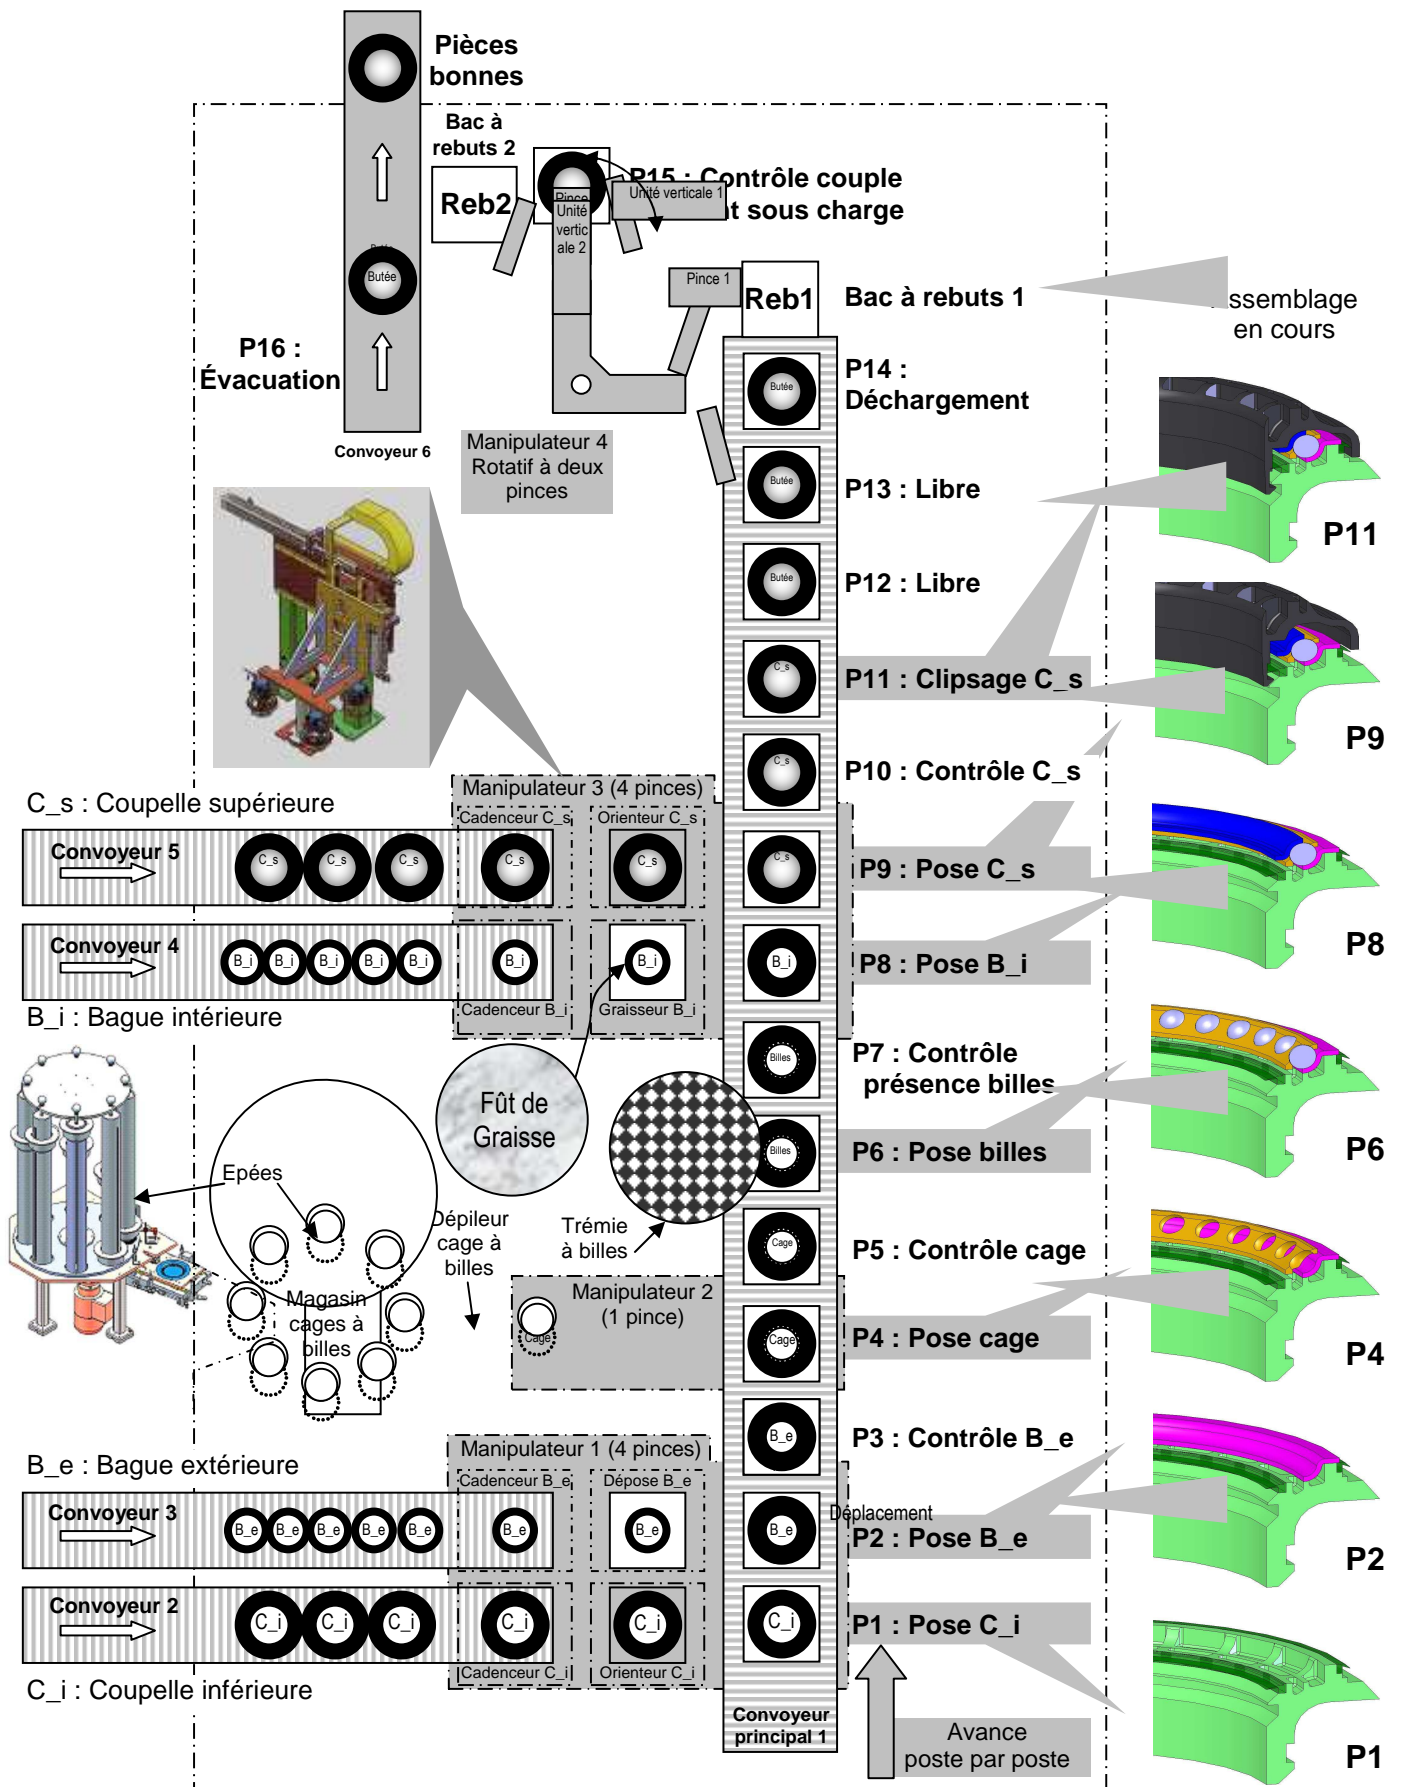 Pièces
bonnes
Bac à
rebuts 2
Reb2
Pince
Unité
vertic
ale 2
P15 : Contrôle couple
Unité verticale 1
t sous charge
Butée
Pince 1
Reb1
Bac à rebuts 1
ssemblage
en cours
P16 :
Évacuation
Convoyeur 6
Manipulateur 4
Rotatif à deux
pinces
Butée
P14 :
Déchargement
Butée
P13 : Libre
P11
Butée
P12 : Libre
C_s
P11 : Clipsage C_s
P9
C_s
P10 : Contrôle C_s
Manipulateur 3 (4 pinces)
C_s : Coupelle supérieure
Cadenceur C_s
Orienteur C_s
Convoyeur 5
C_s
C_s
C_s
C_s
C_s
C_s
P9 : Pose C_s
Convoyeur 4
B_i
B_i
B_i
B_i
B_i
B_i
B_i
B_i
P8 : Pose B_i
P8
Cadenceur B_i
Graisseur B_i
B_i : Bague intérieure
Billes
P7 : Contrôle
présence billes
Fût de
Graisse
Billes
P6 : Pose billes
P6
Epées
Dépileur
cage à
billes
Trémie
à billes
Cage
P5 : Contrôle cage
Magasin
cages à
billes
Manipulateur 2
(1 pince)
Cage
Cage
P4 : Pose cage
P4
B_e
P3 : Contrôle B_e
Manipulateur 1 (4 pinces)
B_e : Bague extérieure
Cadenceur B_e
Dépose B_e
Convoyeur 3
B_e
B_e
B_e
B_e
B_e
B_e
B_e
B_e
Déplacement
P2 : Pose B_e
P2
Convoyeur 2
C_i
C_i
C_i
C_i
C_i
C_i
P1 : Pose C_i
Cadenceur C_i
Orienteur C_i
C_i : Coupelle inférieure
Convoyeur
principal 1
Avance
poste par poste
P1